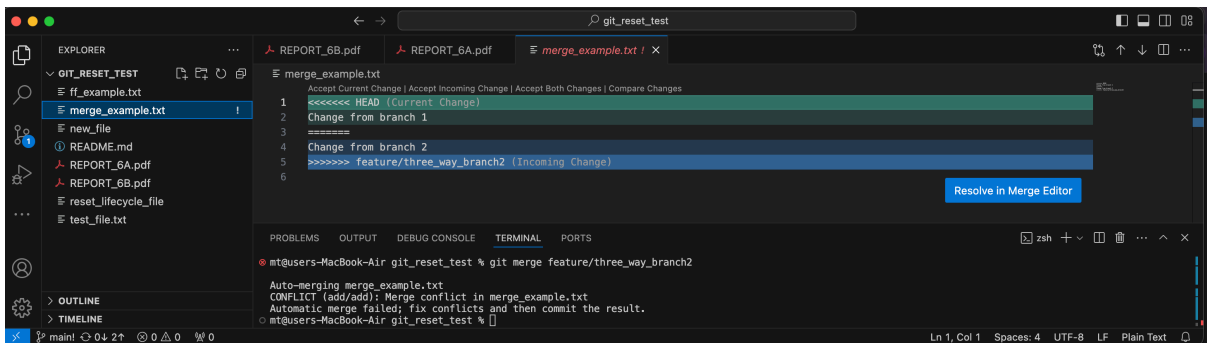 git_reset_test
EXPLORER
GIT_RESET_TEST
ff_example.txt
merge_example.txt !
new_file
README.md
REPORT_6A.pdf
REPORT_6B.pdf
reset_lifecycle_file
test_file.txt
OUTLINE
TIMELINE
1
REPORT_6B.pdf
REPORT_6A.pdf
merge_example.txt !
merge_example.txt
Accept Current Change | Accept Incoming Change | Accept Both Changes | Compare Changes
1 <<<<<<< HEAD (Current Change)
2 Change from branch 1
3 =======
4 Change from branch 2
5 >>>>>>> feature/three_way_branch2 (Incoming Change)
6
Resolve in Merge Editor
PROBLEMS OUTPUT DEBUG CONSOLE TERMINAL PORTS
zsh
mt@users-MacBook-Air git_reset_test % git merge feature/three_way_branch2
Auto-merging merge_example.txt
CONFLICT (add/add): Merge conflict in merge_example.txt
Automatic merge failed; fix conflicts and then commit the result.
mt@users-MacBook-Air git_reset_test %
main! 0↓ 2↑ 0 0 0
Ln 1, Col 1 Spaces: 4 UTF-8 LF Plain Text